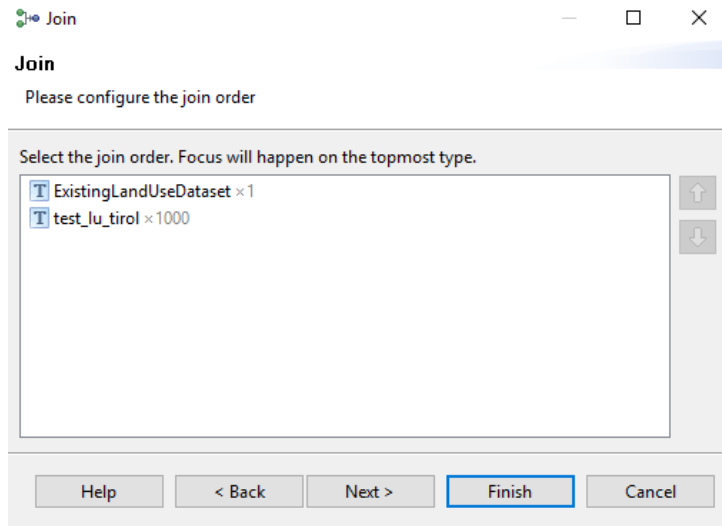 Join
Join
Please configure the join order
Select the join order. Focus will happen on the topmost type.
T ExistingLandUseDataset ×1
T test_lu_tirol ×1000
Help < Back Next > Finish Cancel